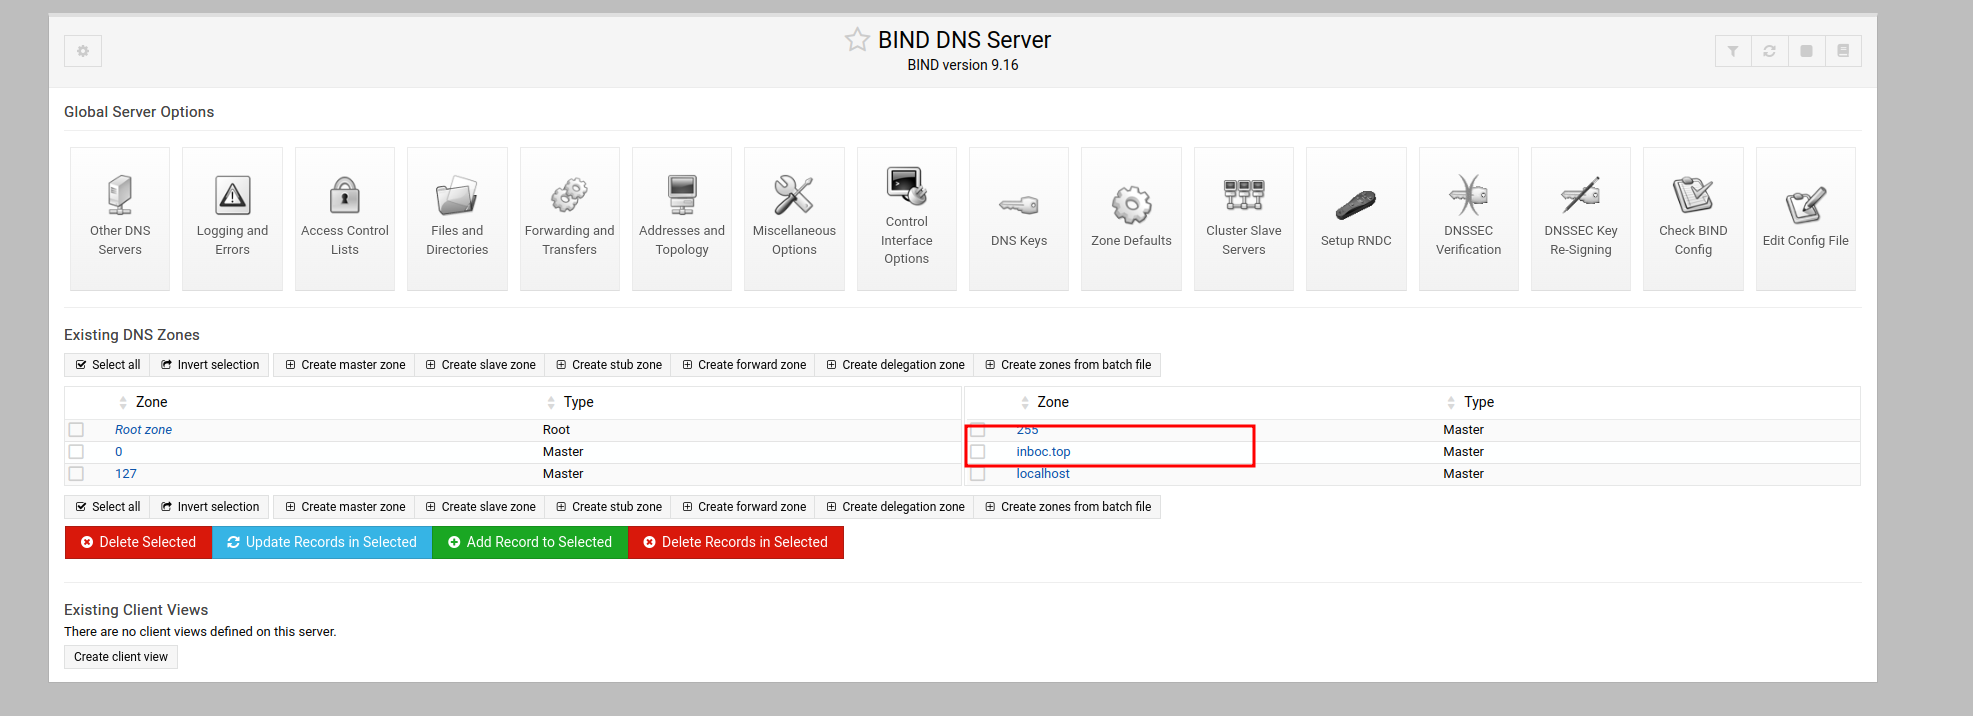 BIND DNS Server
BIND version 9.16
Global Server Options
Other DNS Servers
Logging and Errors
Access Control Lists
Files and Directories
Forwarding and Transfers
Addresses and Topology
Miscellaneous Options
Control Interface Options
DNS Keys
Zone Defaults
Cluster Slave Servers
Setup RNDC
DNSSEC Verification
DNSSEC Key Re-Signing
Check BIND Config
Edit Config File
Existing DNS Zones
Select all Invert selection Create master zone Create slave zone Create stub zone Create forward zone Create delegation zone Create zones from batch file
Zone Type Zone Type
Root zone Root 255 Master
0 Master inboc.top Master
127 Master localhost Master
Select all Invert selection Create master zone Create slave zone Create stub zone Create forward zone Create delegation zone Create zones from batch file
Delete Selected Update Records in Selected Add Record to Selected Delete Records in Selected
Existing Client Views
There are no client views defined on this server.
Create client view